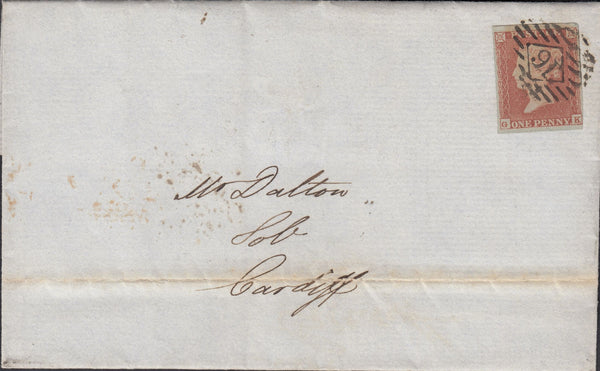 ONE PENNY
G K
Mr Dalton
Sol
Cardiff